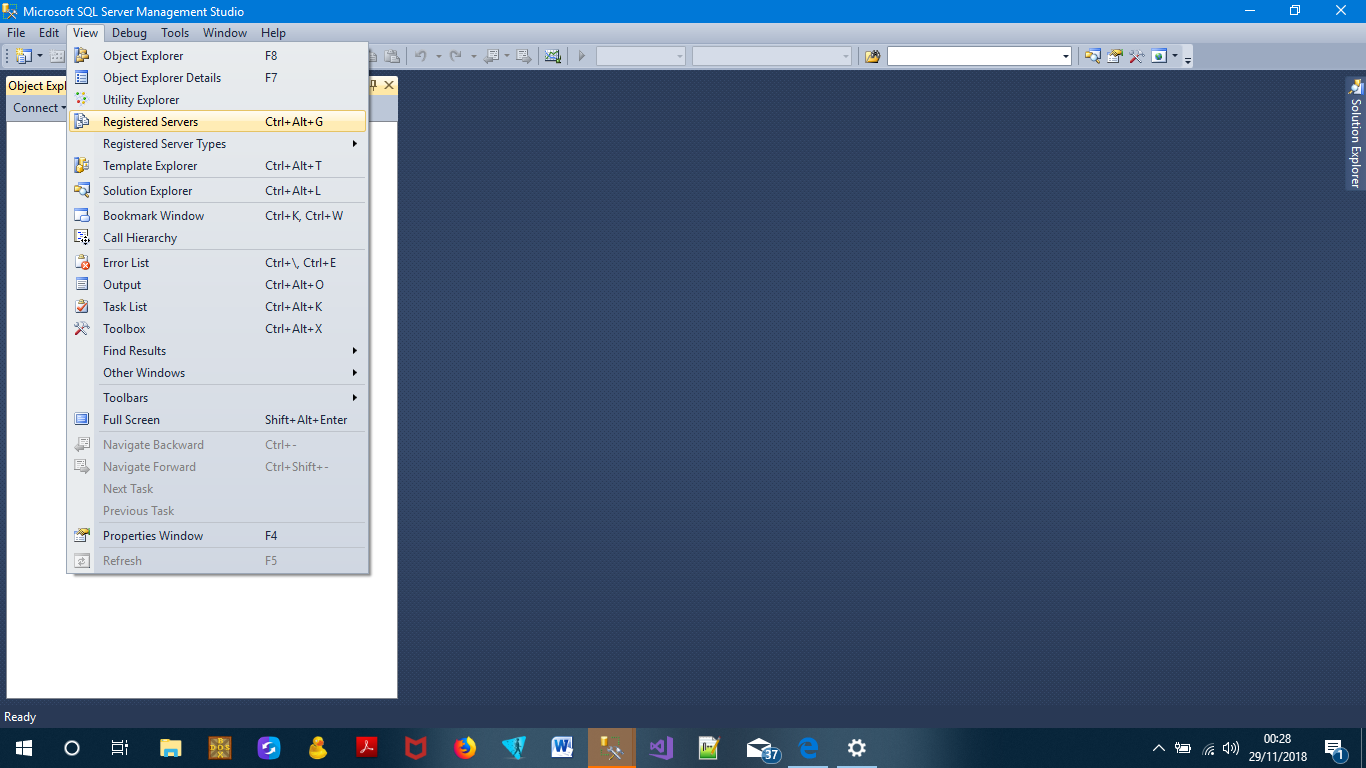 Microsoft SQL Server Management Studio
File Edit View Debug Tools Window Help
Object Explorer F8
Object Explorer Details F7
Utility Explorer
Registered Servers Ctrl+Alt+G
Registered Server Types
Template Explorer Ctrl+Alt+T
Solution Explorer Ctrl+Alt+L
Bookmark Window Ctrl+K, Ctrl+W
Call Hierarchy
Error List Ctrl+\, Ctrl+E
Output Ctrl+Alt+O
Task List Ctrl+Alt+K
Toolbox Ctrl+Alt+X
Find Results
Other Windows
Toolbars
Full Screen Shift+Alt+Enter
Navigate Backward Ctrl+-
Navigate Forward Ctrl+Shift+-
Next Task
Previous Task
Properties Window F4
Refresh F5
Object Expl
Connect
Solution Explorer
Ready
DOS
37
00:28
29/11/2018
1